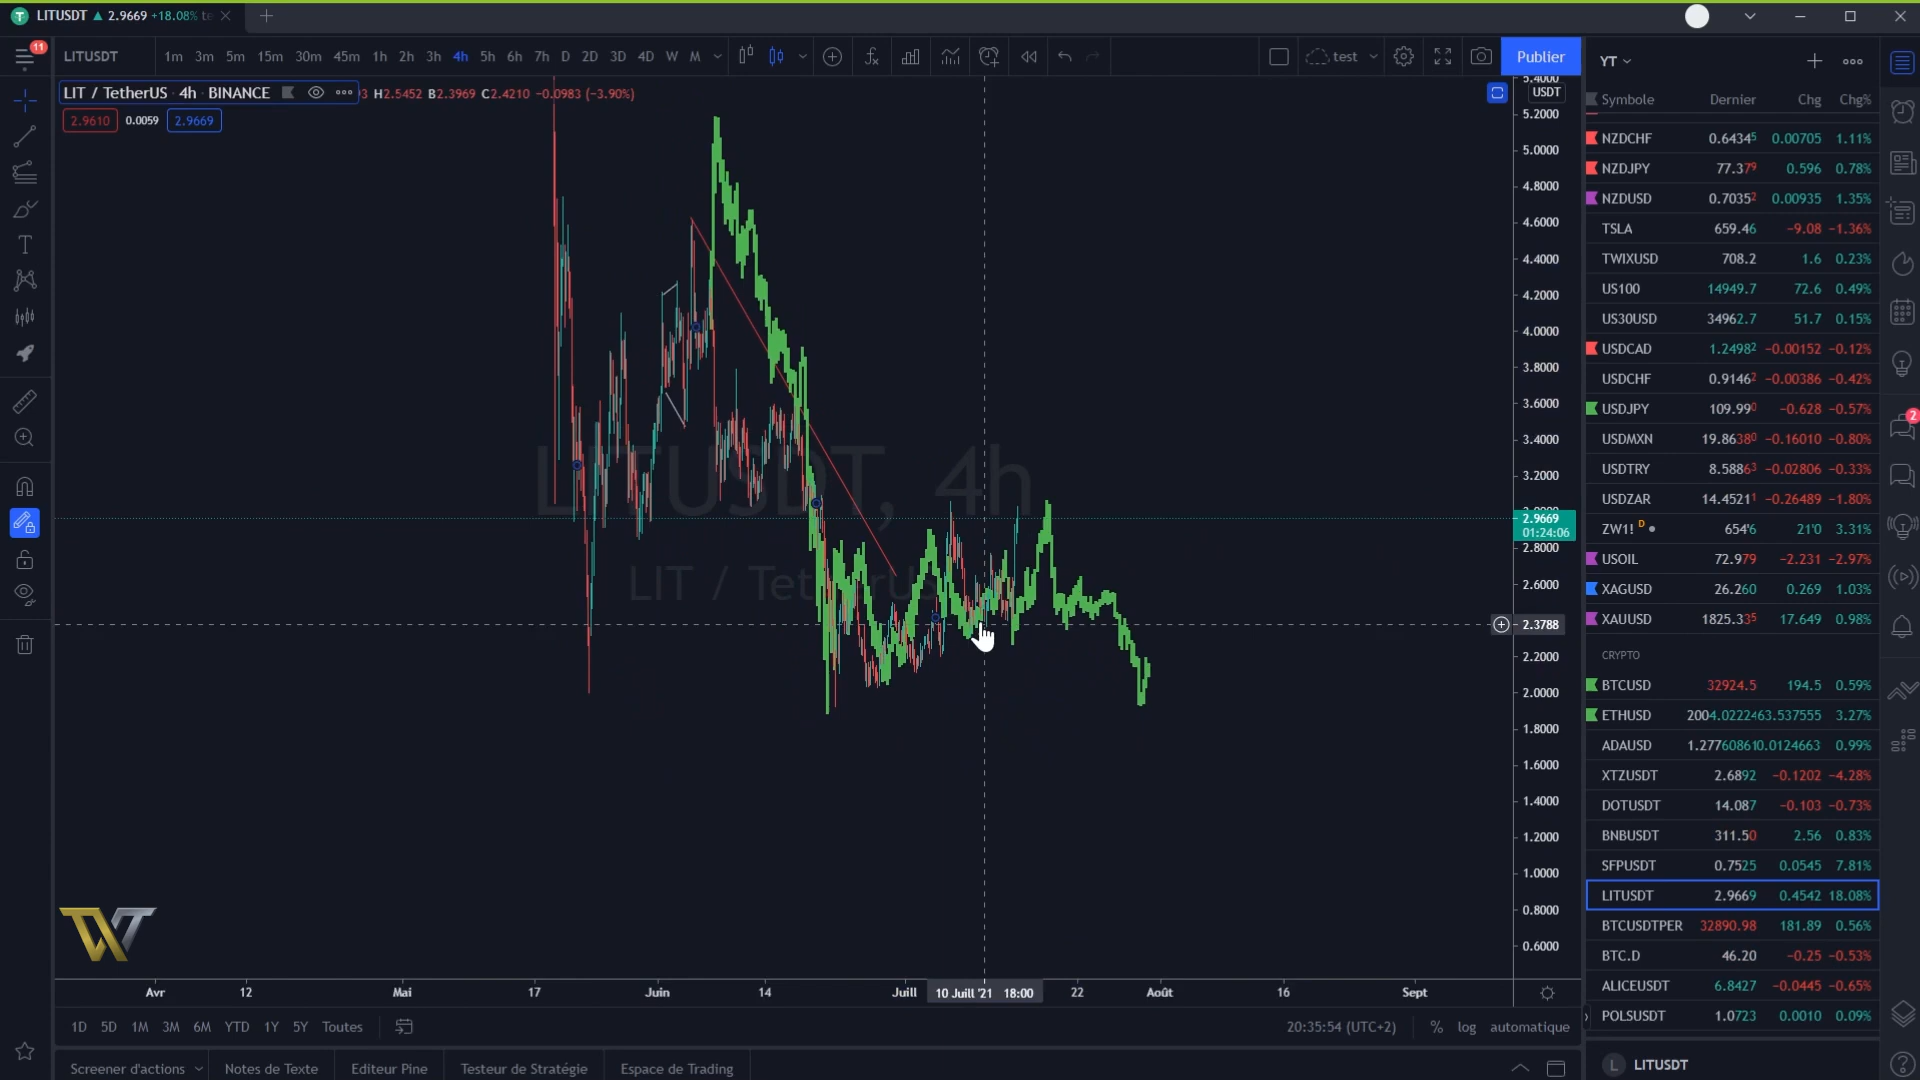 LITUSDT ▲ 2.9669 +18.08% te
11
LITUSDT 1m 3m 5m 15m 30m 45m 1h 2h 3h 4h 5h 6h 7h D 2D 3D 4D W M
test
Publier
YT
LIT / TetherUS · 4h · BINANCE
H2.5452 B2.3969 C2.4210 −0.0983 (−3.90%)
2.9610 0.0059 2.9669
USDT
5.2000
5.0000
4.8000
4.6000
4.4000
4.2000
4.0000
3.8000
3.6000
3.4000
3.2000
2.9669
01:24:06
2.8000
2.6000
2.3788
2.2000
2.0000
1.8000
1.6000
1.4000
1.2000
1.0000
0.8000
0.6000
LITUSDT, 4h
LIT / TetherUS
Avr 12 Mai 17 Juin 14 Juill 10 Juill '21 18:00 22 Août 16 Sept
1D 5D 1M 3M 6M YTD 1Y 5Y Toutes
20:35:54 (UTC+2) % log automatique
Screener d'actions Notes de Texte Editeur Pine Testeur de Stratégie Espace de Trading
Symbole Dernier Chg Chg%
NZDCHF 0.64345 0.00705 1.11%
NZDJPY 77.379 0.596 0.78%
NZDUSD 0.70352 0.00935 1.35%
TSLA 659.46 −9.08 −1.36%
TWIXUSD 708.2 1.6 0.23%
US100 14949.7 72.6 0.49%
US30USD 34962.7 51.7 0.15%
USDCAD 1.24982 −0.00152 −0.12%
USDCHF 0.91462 −0.00386 −0.42%
USDJPY 109.990 −0.628 −0.57%
USDMXN 19.86380 −0.16010 −0.80%
USDTRY 8.58863 −0.02806 −0.33%
USDZAR 14.45211 −0.26489 −1.80%
ZW1! D 654'6 21'0 3.31%
USOIL 72.979 −2.231 −2.97%
XAGUSD 26.260 0.269 1.03%
XAUUSD 1825.335 17.649 0.98%
CRYPTO
BTCUSD 32924.5 194.5 0.59%
ETHUSD 2004.0222463.537555 3.27%
ADAUSD 1.277608610.0124663 0.99%
XTZUSDT 2.6892 −0.1202 −4.28%
DOTUSDT 14.087 −0.103 −0.73%
BNBUSDT 311.50 2.56 0.83%
SFPUSDT 0.7525 0.0545 7.81%
LITUSDT 2.9669 0.4542 18.08%
BTCUSDTPER 32890.98 181.89 0.56%
BTC.D 46.20 −0.25 −0.53%
ALICEUSDT 6.8427 −0.0445 −0.65%
POLSUSDT 1.0723 0.0010 0.09%
L LITUSDT
2